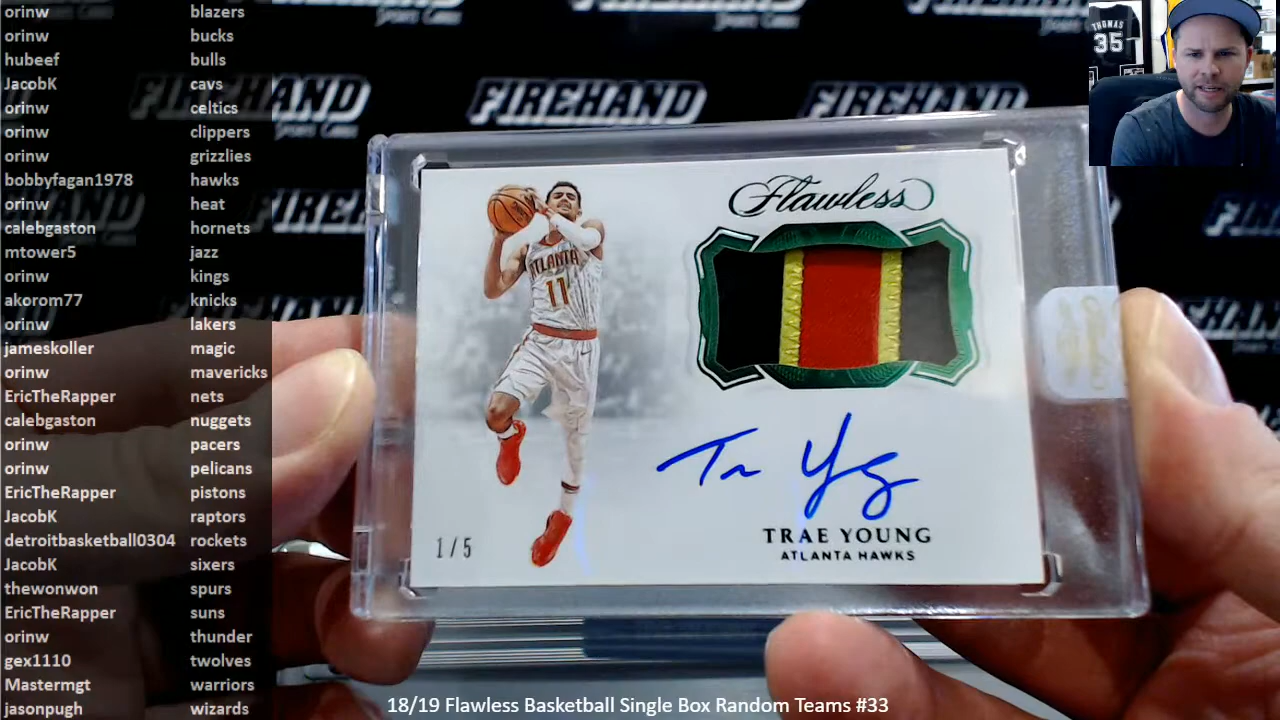 orinw blazers
orinw bucks
hubeef bulls
JacobK cavs
orinw celtics
orinw clippers
orinw grizzlies
bobbyfagan1978 hawks
orinw heat
calebgaston hornets
mtower5 jazz
orinw kings
akorom77 knicks
orinw lakers
jameskoller magic
orinw mavericks
EricTheRapper nets
calebgaston nuggets
orinw pacers
orinw pelicans
EricTheRapper pistons
JacobK raptors
detroitbasketball0304 rockets
JacobK sixers
thewonwon spurs
EricTheRapper suns
orinw thunder
gex1110 twolves
Mastermgt warriors
jasonpugh wizards
THOMAS
35
FIREHAND FIREHAND FIREHAND
Sports Cards
Flawless
ATLANTA
11
Trae Young
TRAE YOUNG
ATLANTA HAWKS
1/5
18/19 Flawless Basketball Single Box Random Teams #33